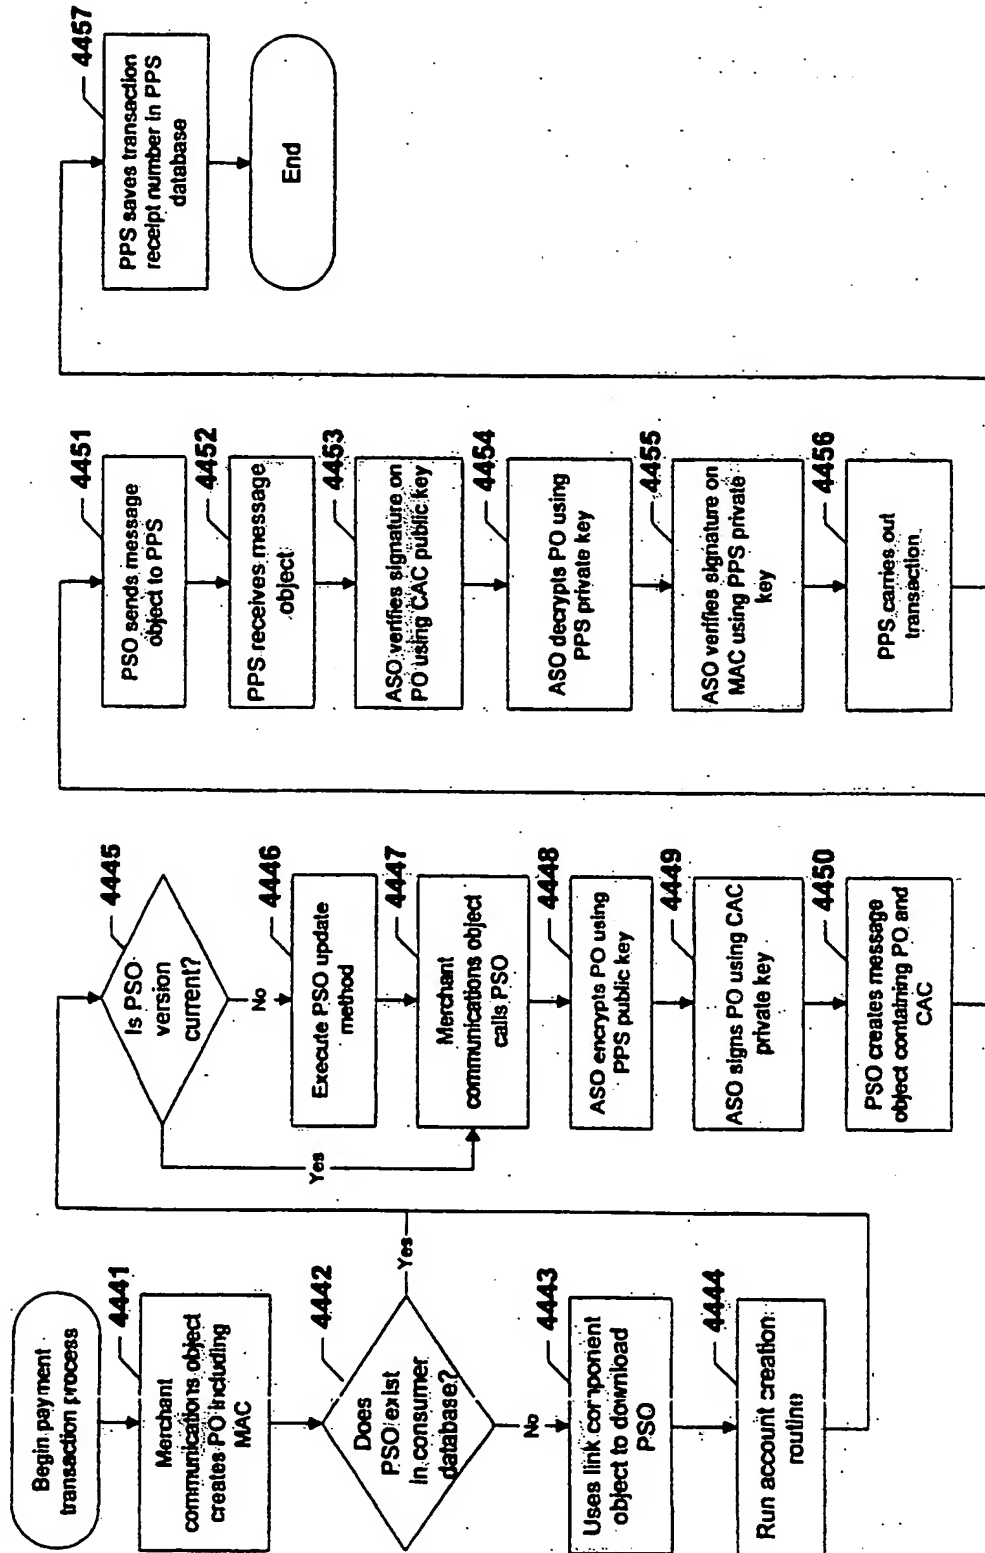 Begin payment
transaction process
4441
Merchant
communications object
creates PO including
MAC
4442
Does
PSO exist
in consumer
database?
Yes
No
4443
Uses link component
object to download
PSO
4444
Run account creation
routine
4445
Is PSO
version
current?
No
Yes
4446
Execute PSO update
method
4447
Merchant
communications object
calls PSO
4448
ASO encrypts PO using
PPS public key
4449
ASO signs PO using CAC
private key
4450
PSO creates message
object containing PO and
CAC
4451
PSO sends message
object to PPS
4452
PPS receives message
object
4453
ASO verifies signature on
PO using CAC public key
4454
ASO decrypts PO using
PPS private key
4455
ASO verifies signature on
MAC using PPS private
key
4456
PPS carries out
transaction
4457
PPS saves transaction
receipt number in PPS
database
End